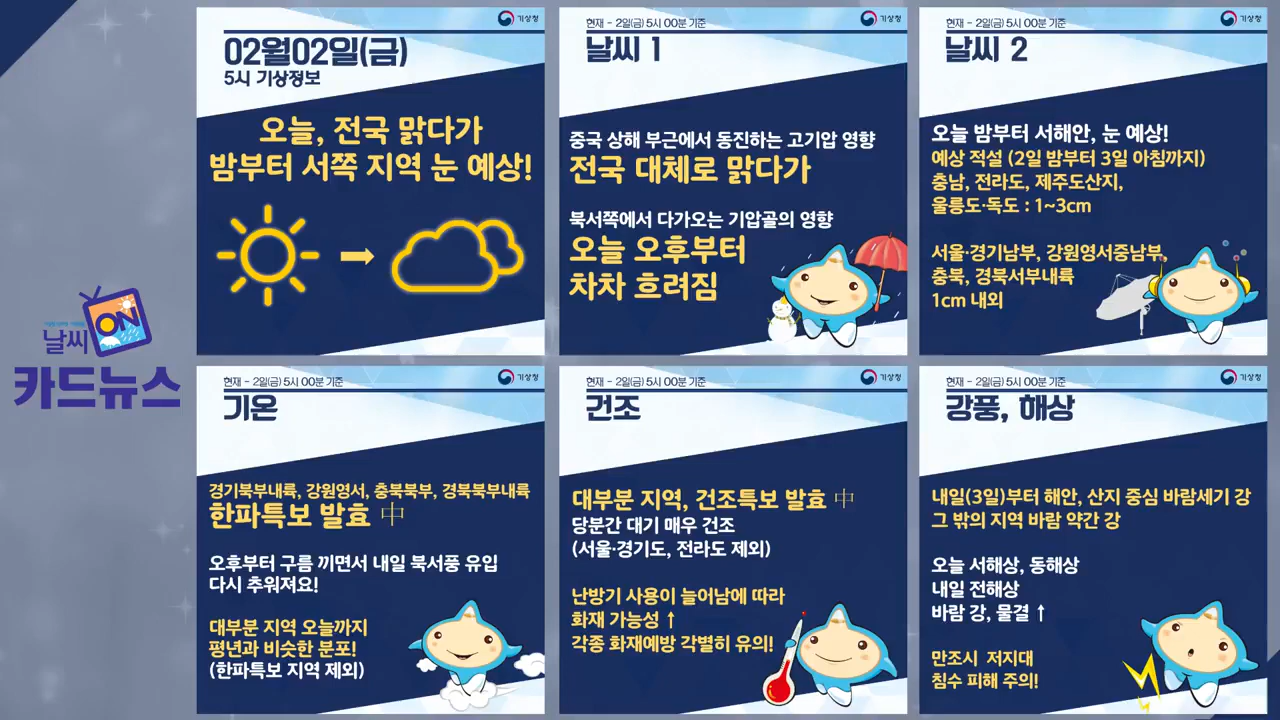 날씨 ON
카드뉴스
기상청
02월02일(금)
5시 기상정보
오늘, 전국 맑다가
밤부터 서쪽 지역 눈 예상!
현재 - 2일(금) 5시 00분 기준
기상청
날씨 1
중국 상해 부근에서 동진하는 고기압 영향
전국 대체로 맑다가
북서쪽에서 다가오는 기압골의 영향
오늘 오후부터
차차 흐려짐
현재 - 2일(금) 5시 00분 기준
기상청
날씨 2
오늘 밤부터 서해안, 눈 예상!
예상 적설 (2일 밤부터 3일 아침까지)
충남, 전라도, 제주도산지,
울릉도·독도 : 1~3cm
서울·경기남부, 강원영서중남부,
충북, 경북서부내륙
1cm 내외
현재 - 2일(금) 5시 00분 기준
기상청
기온
경기북부내륙, 강원영서, 충북북부, 경북북부내륙
한파특보 발효 中
오후부터 구름 끼면서 내일 북서풍 유입
다시 추워져요!
대부분 지역 오늘까지
평년과 비슷한 분포!
(한파특보 지역 제외)
현재 - 2일(금) 5시 00분 기준
기상청
건조
대부분 지역, 건조특보 발효 中
당분간 대기 매우 건조
(서울·경기도, 전라도 제외)
난방기 사용이 늘어남에 따라
화재 가능성 ↑
각종 화재예방 각별히 유의!
현재 - 2일(금) 5시 00분 기준
기상청
강풍, 해상
내일(3일)부터 해안, 산지 중심 바람세기 강
그 밖의 지역 바람 약간 강
오늘 서해상, 동해상
내일 전해상
바람 강, 물결 ↑
만조시 저지대
침수 피해 주의!